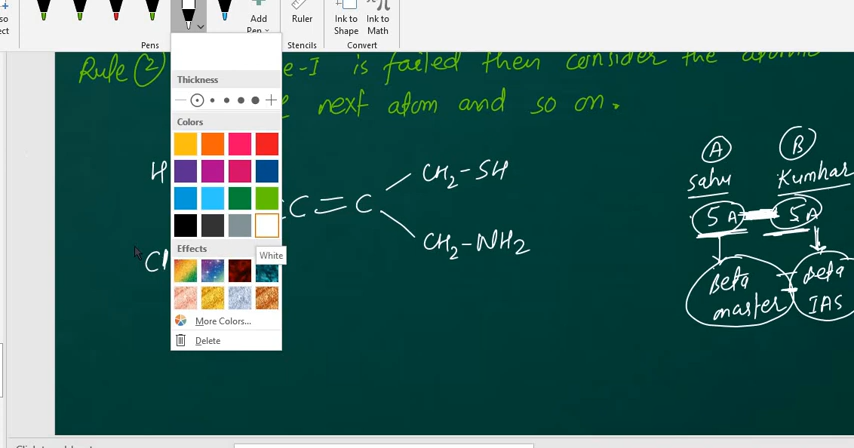 Add
Pen
Ruler
Ink to
Shape
Ink to
Math
Pens
Stencils
Convert
Rule ② -I is failed then consider the atomic
next atom and so on.
Thickness
Colors
Effects
White
More Colors...
Delete
H
C = C
CH2-SH
CH2-NH2
A B
Sahu Kumhar
5 A 5 A
Beta
master
Beta
IAS